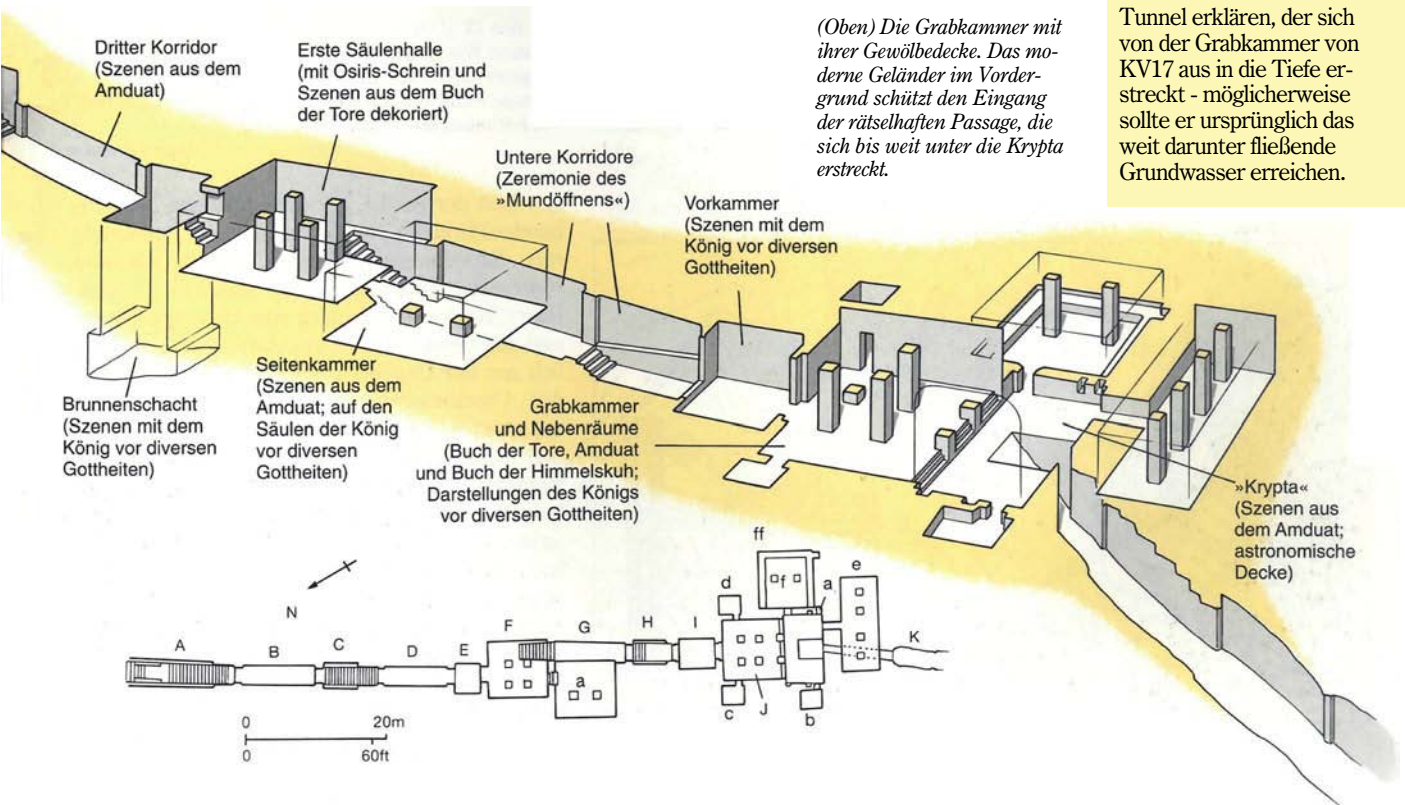 Dritter Korridor
(Szenen aus dem
Amduat)
Erste Säulenhalle
(mit Osiris-Schrein und
Szenen aus dem Buch
der Tore dekoriert)
(Oben) Die Grabkammer mit
ihrer Gewölbedecke. Das mo-
derne Geländer im Vorder-
grund schützt den Eingang
der rätselhaften Passage, die
sich bis weit unter die Krypta
erstreckt.
Tunnel erklären, der sich
von der Grabkammer von
KV17 aus in die Tiefe er-
streckt - möglicherweise
sollte er ursprünglich das
weit darunter fließende
Grundwasser erreichen.
Untere Korridore
(Zeremonie des
»Mundöffnens«)
Vorkammer
(Szenen mit dem
König vor diversen
Gottheiten)
Brunnenschacht
(Szenen mit dem
König vor diversen
Gottheiten)
Seitenkammer
(Szenen aus dem
Amduat; auf den
Säulen der König
vor diversen
Gottheiten)
Grabkammer
und Nebenräume
(Buch der Tore, Amduat
und Buch der Himmelskuh;
Darstellungen des Königs
vor diversen Gottheiten)
»Krypta«
(Szenen aus
dem Amduat;
astronomische
Decke)
N
ff
d
f
a
e
A
B
C
D
E
F
G
H
I
K
a
c
J
b
0
20m
0
60ft